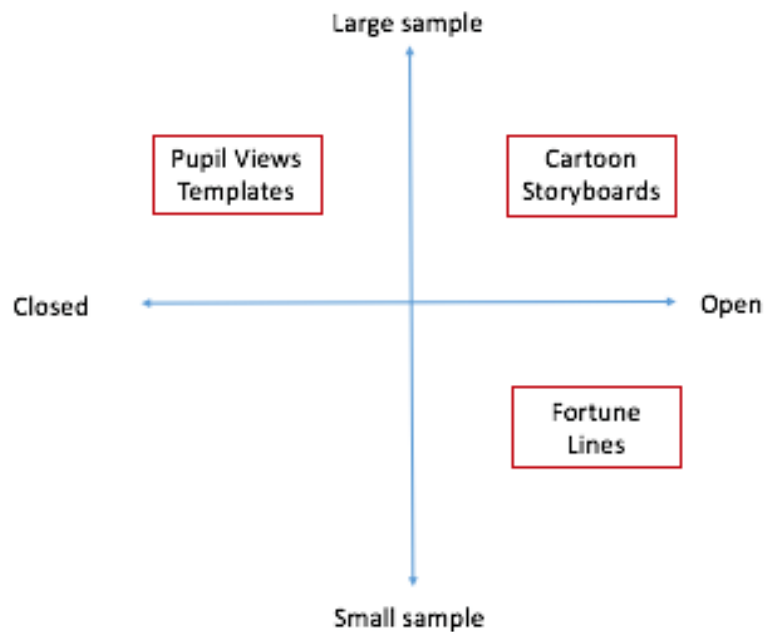 Large sample
Pupil Views
Templates
Cartoon
Storyboards
Closed
Open
Fortune
Lines
Small sample